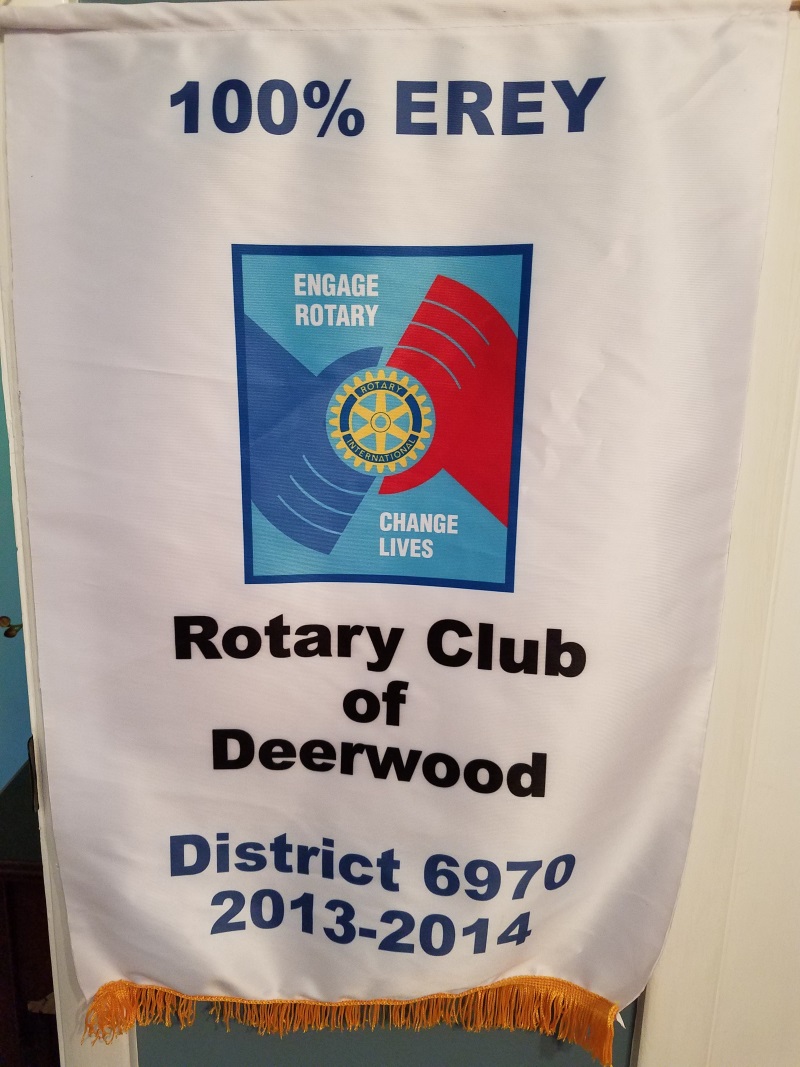 100% EREY
ENGAGE
ROTARY
ROTARY
INTERNATIONAL
CHANGE
LIVES
Rotary Club
of
Deerwood
District 6970
2013-2014